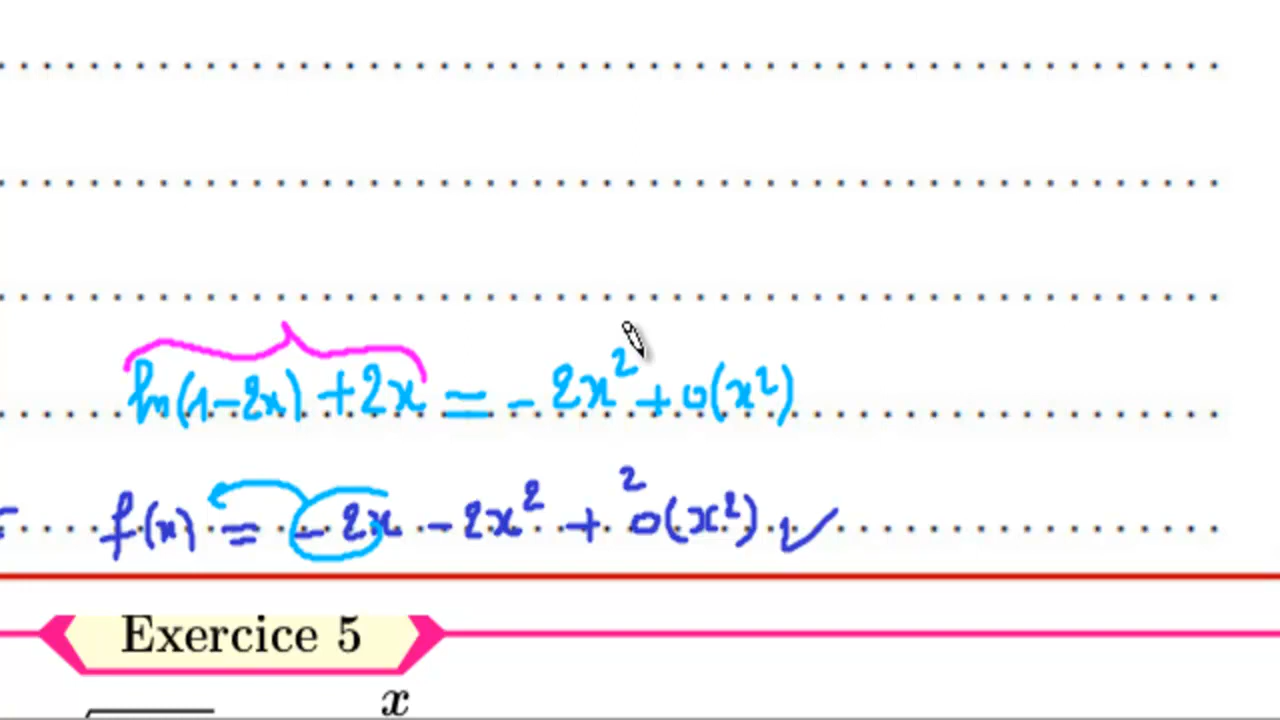 ln(1-2x) + 2x = - 2x² + o(x²)
2
f(x) = - 2x - 2x² + o(x²) ✓
Exercice 5
x